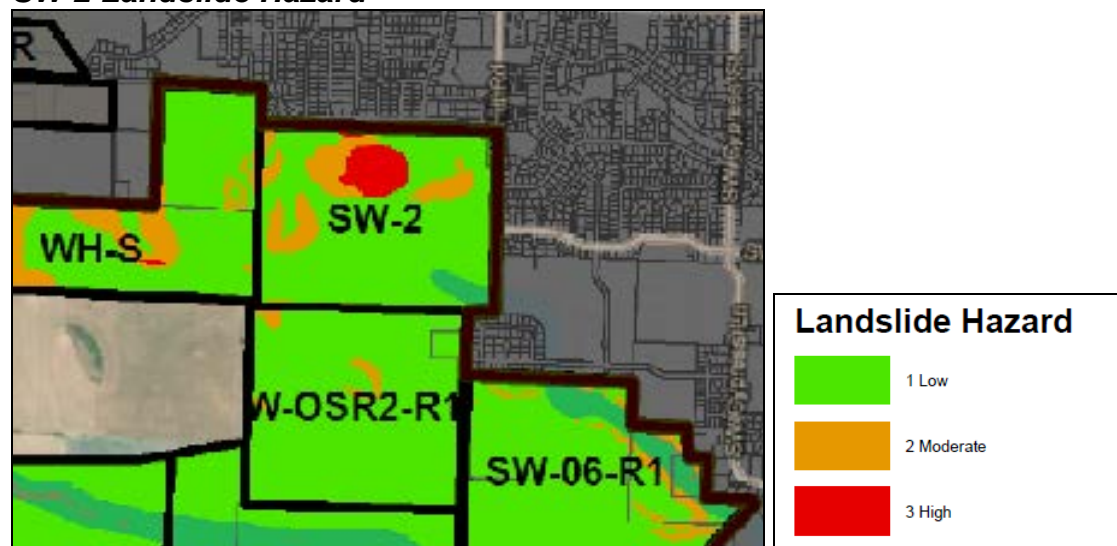 SW-2 Landslide Hazard
R
SW-2
WH-S
W-OSR2-R1
SW-06-R1
Landslide Hazard
1 Low
2 Moderate
3 High